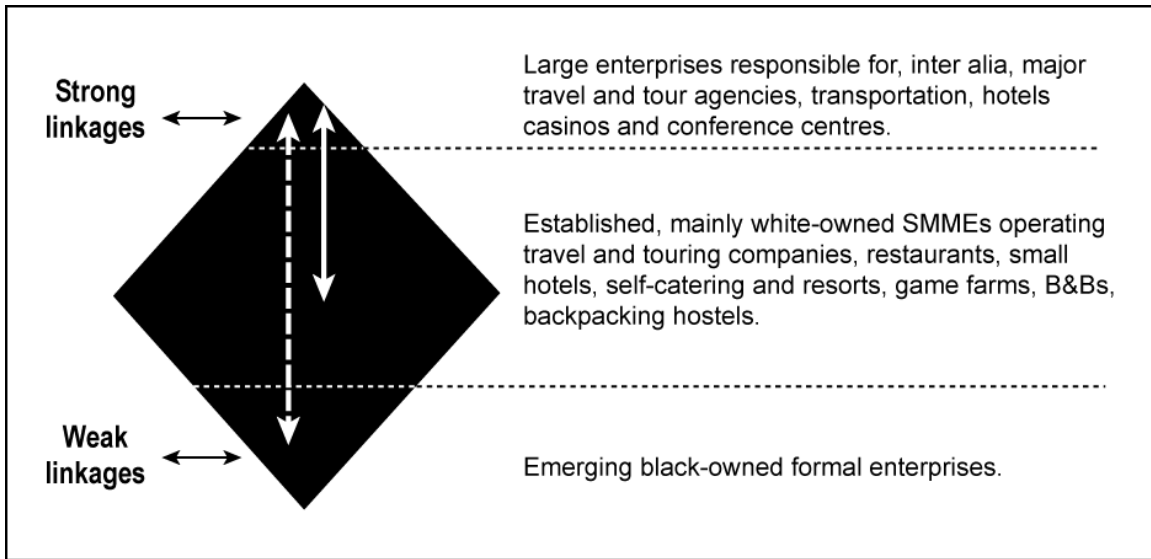 Strong
linkages
Large enterprises responsible for, inter alia, major
travel and tour agencies, transportation, hotels
casinos and conference centres.
Established, mainly white-owned SMMEs operating
travel and touring companies, restaurants, small
hotels, self-catering and resorts, game farms, B&Bs,
backpacking hostels.
Weak
linkages
Emerging black-owned formal enterprises.